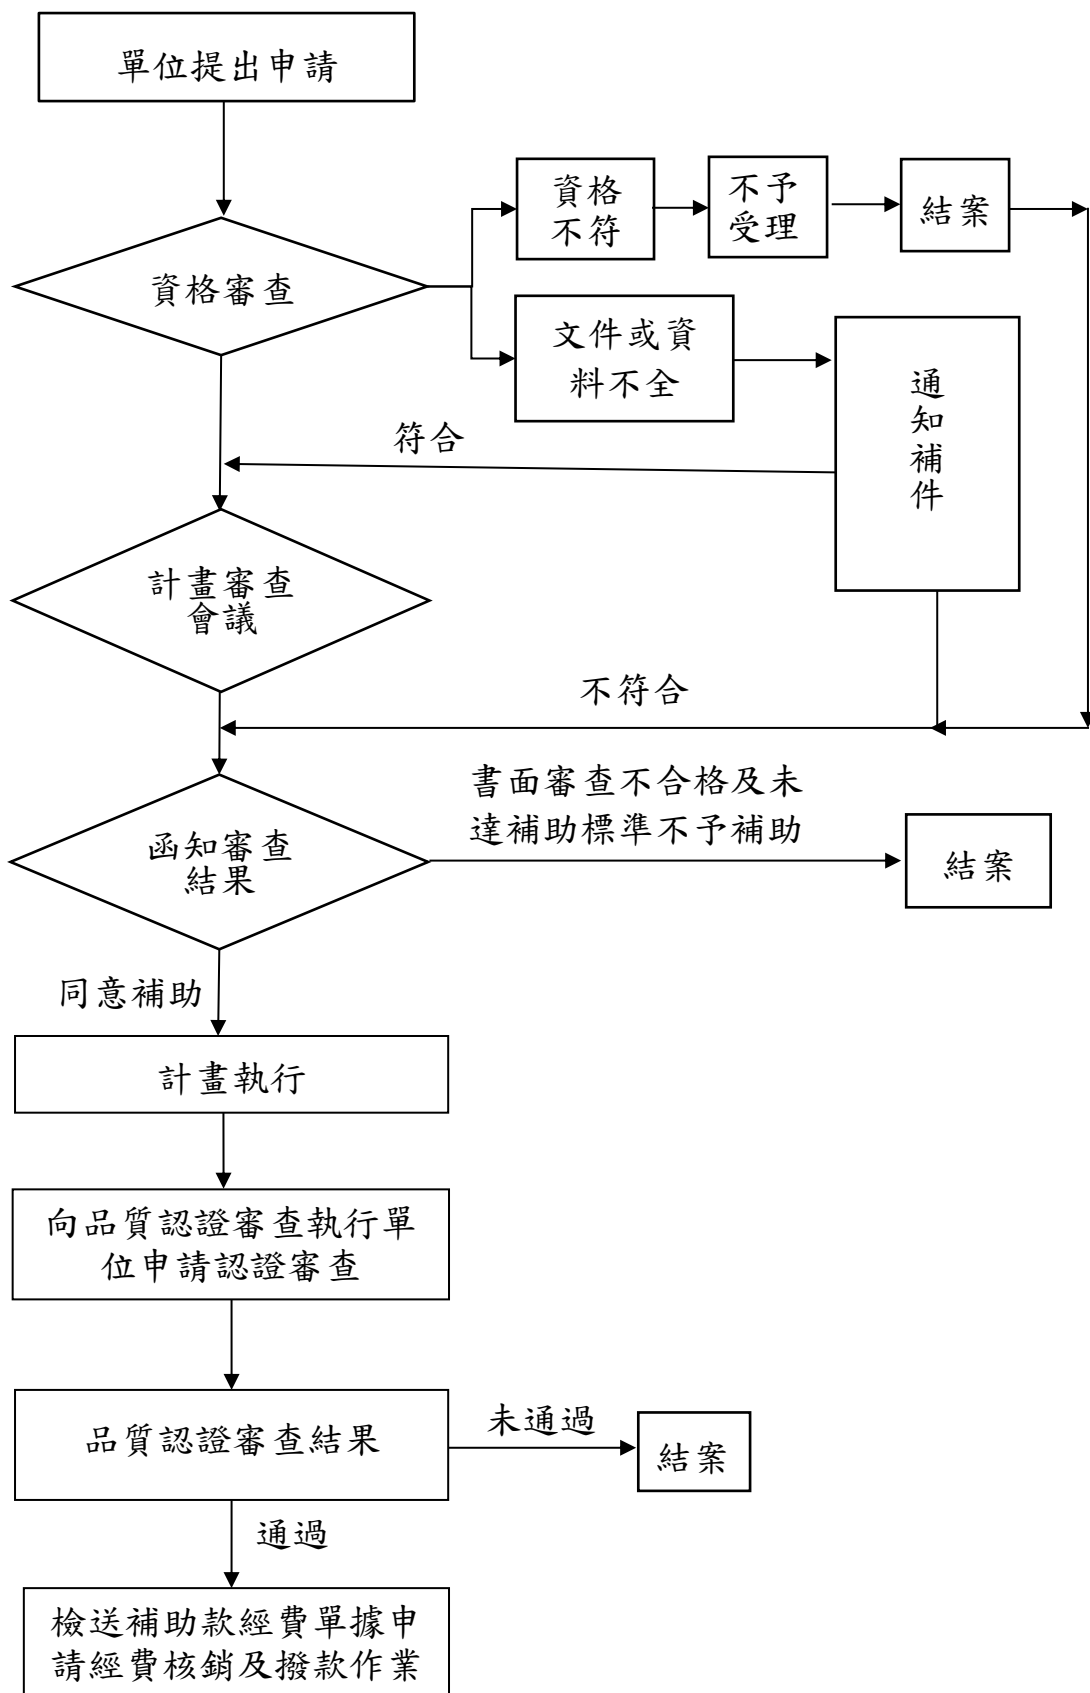 單位提出申請
資格
不符
不予
受理
結案
資格審查
文件或資
料不全
通
知
補
件
符合
計畫審查
會議
不符合
書面審查不合格及未
達補助標準不予補助
函知審查
結果
結案
同意補助
計畫執行
向品質認證審查執行單
位申請認證審查
品質認證審查結果
未通過
結案
通過
檢送補助款經費單據申
請經費核銷及撥款作業